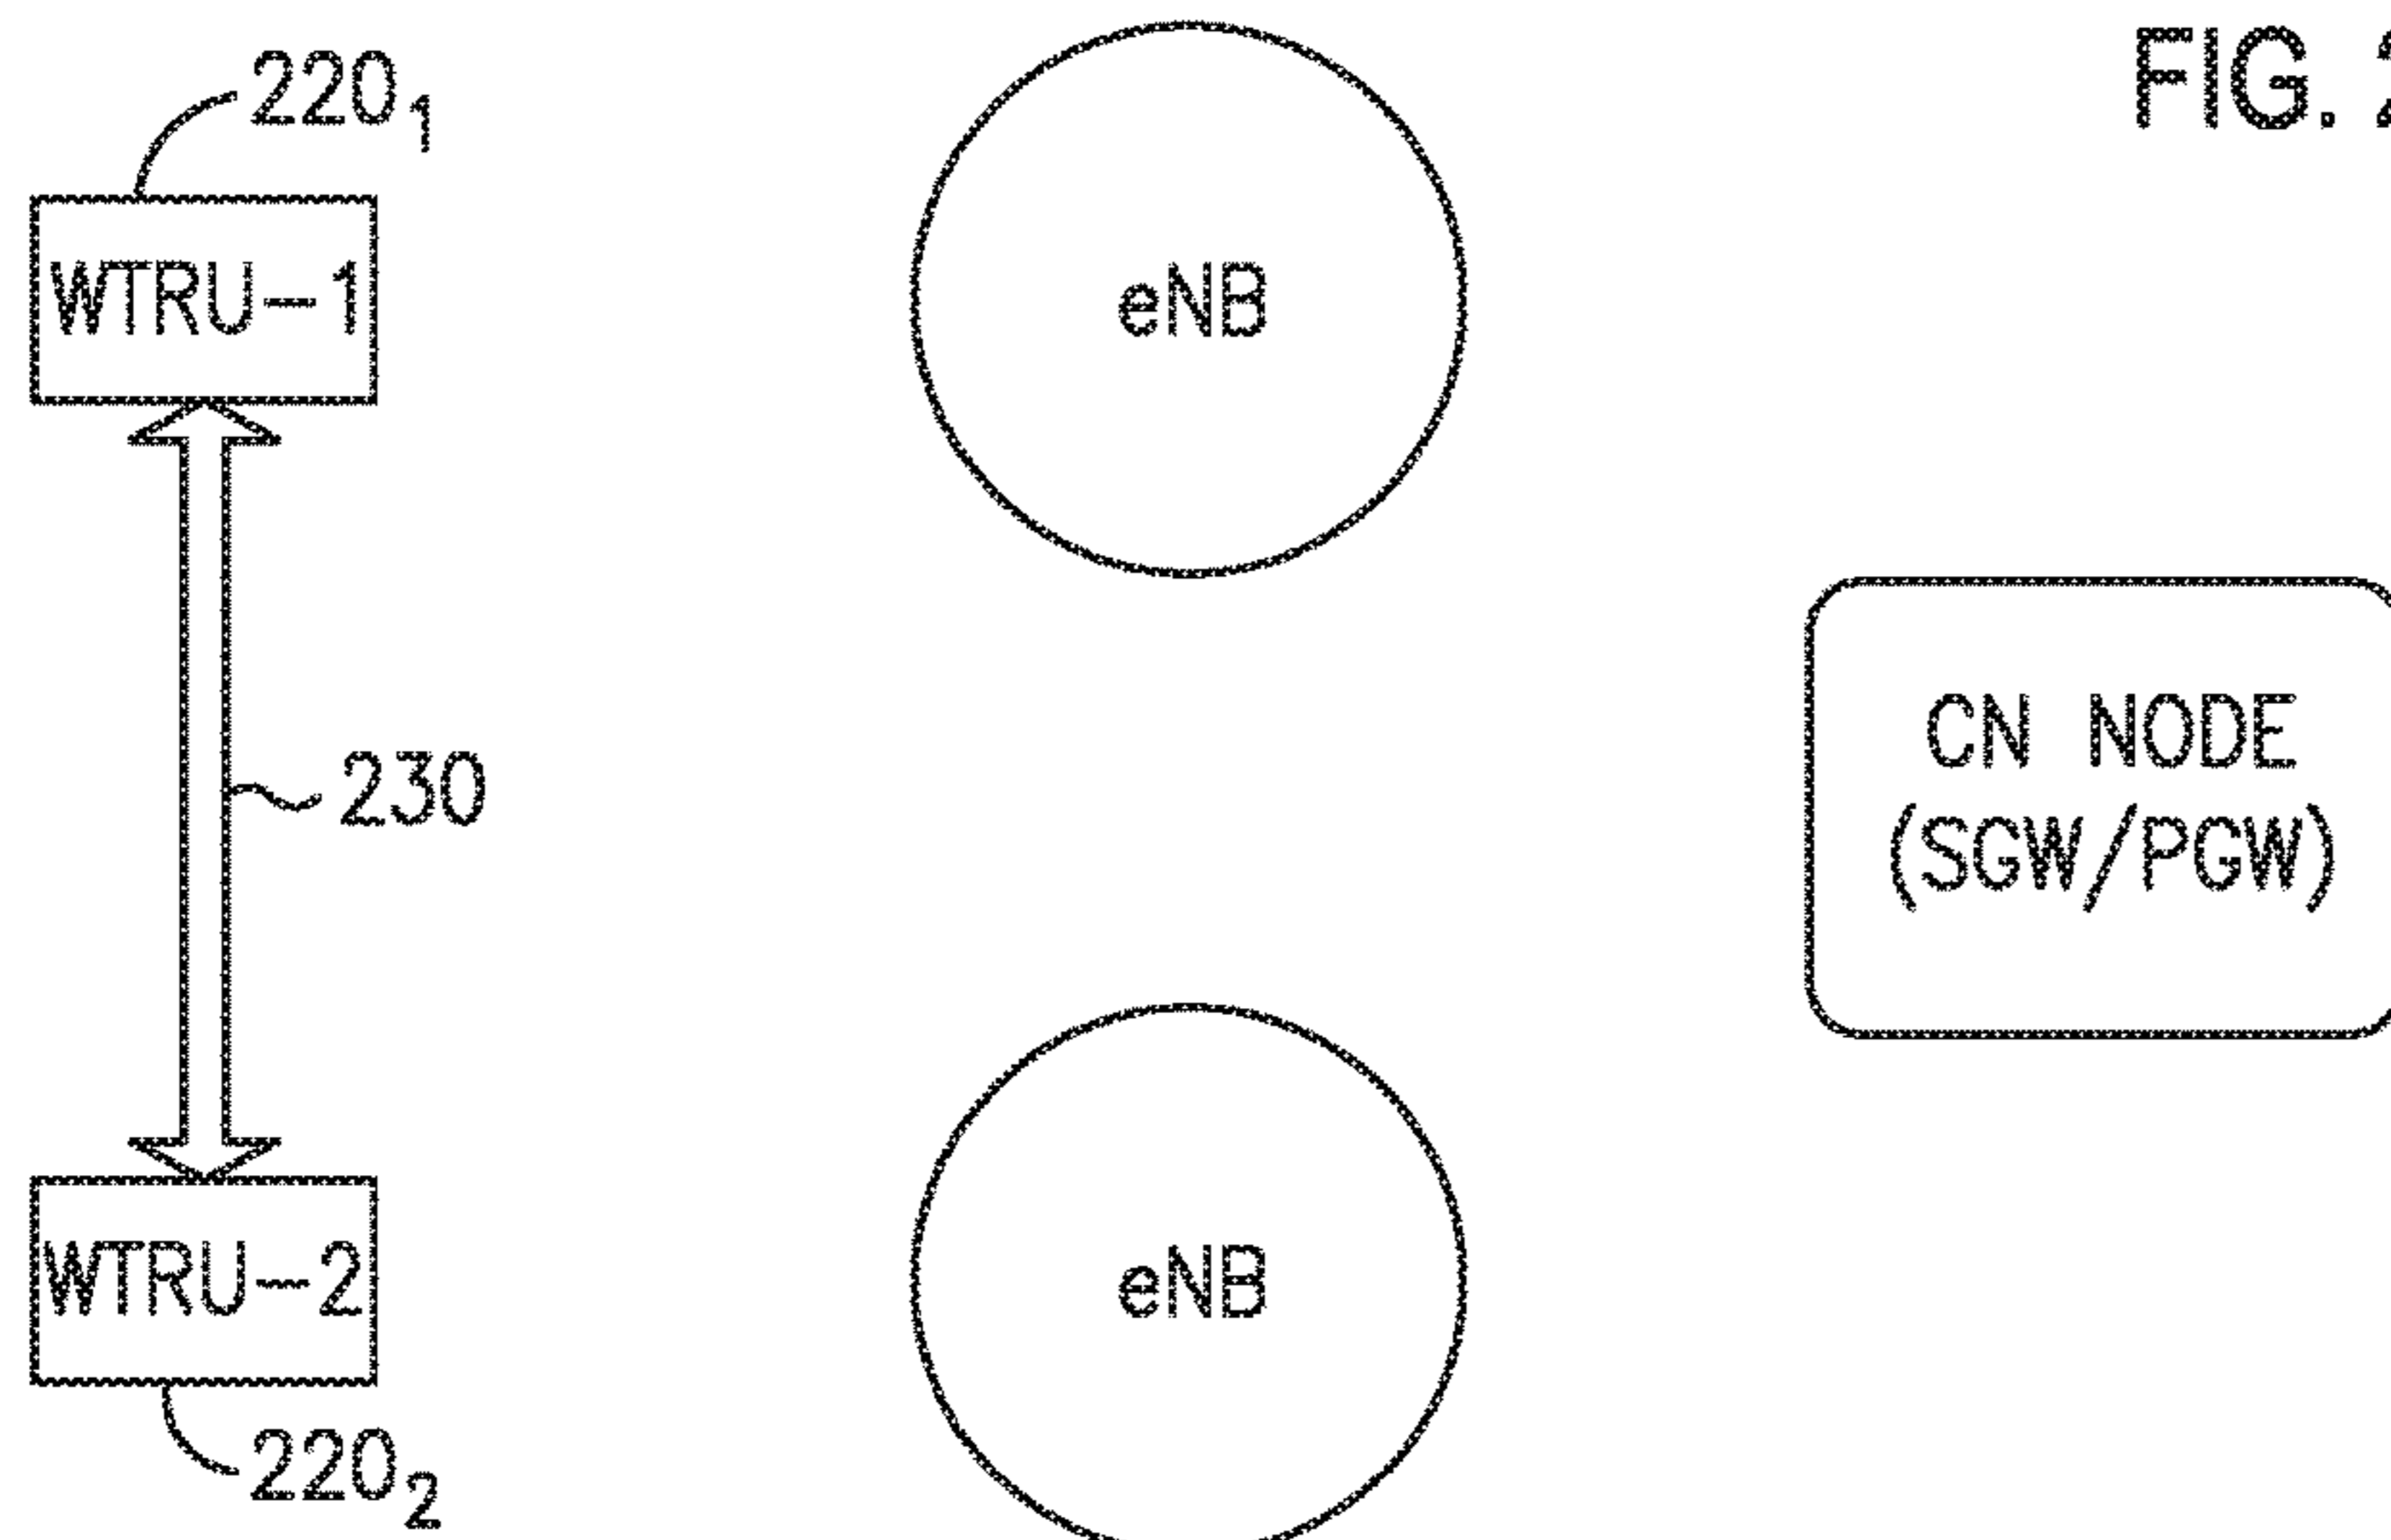 FIG. 2
220₁
WTRU-1
eNB
CN NODE
(SGW/PGW)
230
WTRU-2
eNB
220₂